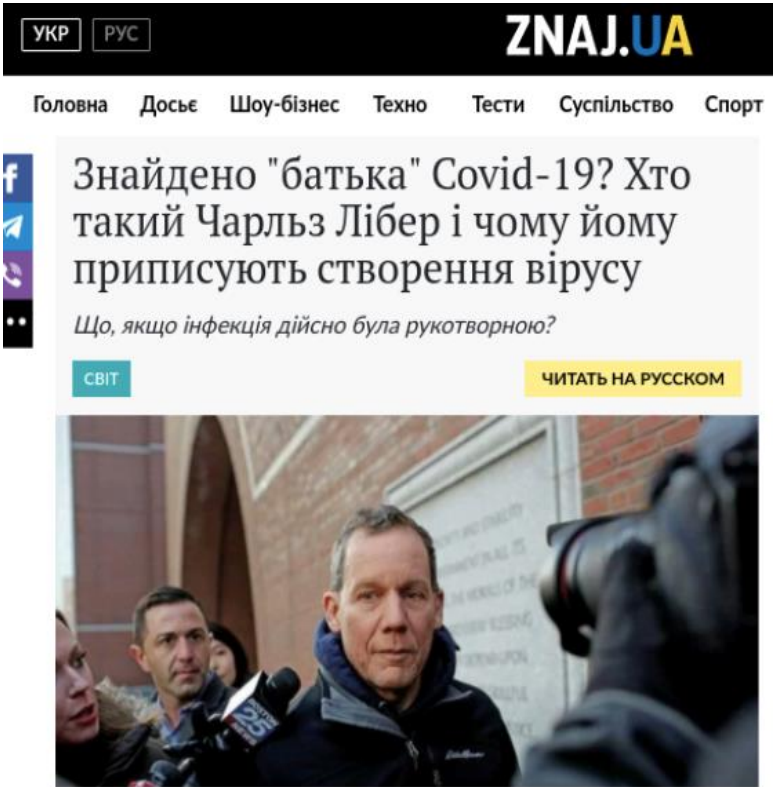 УКР РУС ZNAJ.UA
Головна Досьє Шоу-бізнес Техно Тести Суспільство Спорт
Знайдено "батька" Covid-19? Хто
такий Чарльз Лібер і чому йому
приписують створення вірусу
Що, якщо інфекція дійсно була рукотворною?
СВІТ ЧИТАТЬ НА РУССКОМ
25